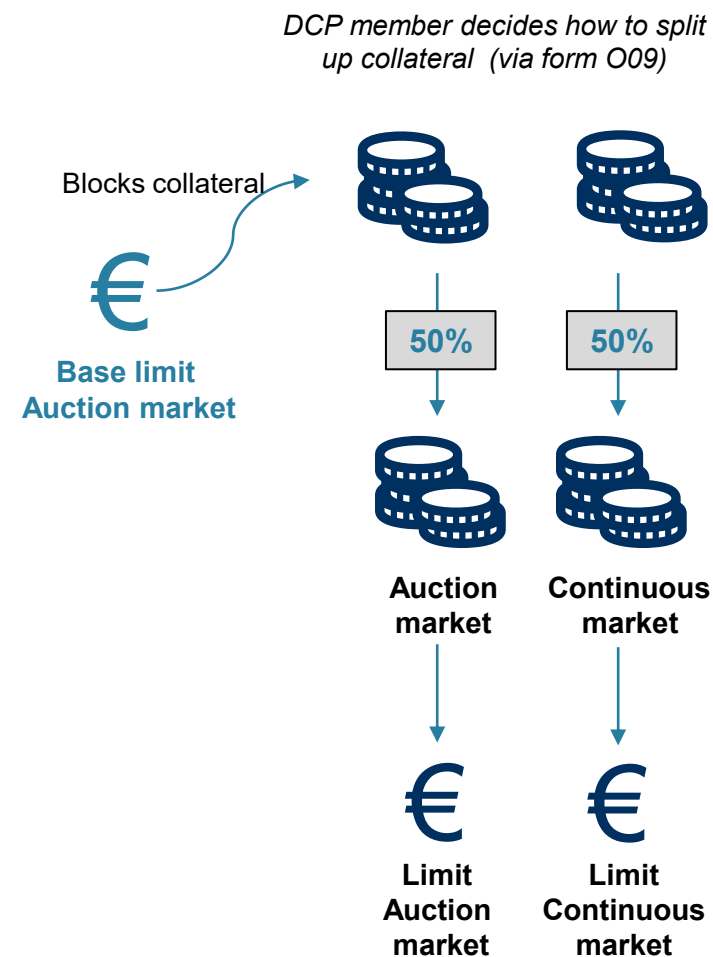 DCP member decides how to split
up collateral (via form O09)
Blocks collateral
€
Base limit
Auction market
50%
50%
Auction
market
Continuous
market
€
€
Limit
Auction
market
Limit
Continuous
market